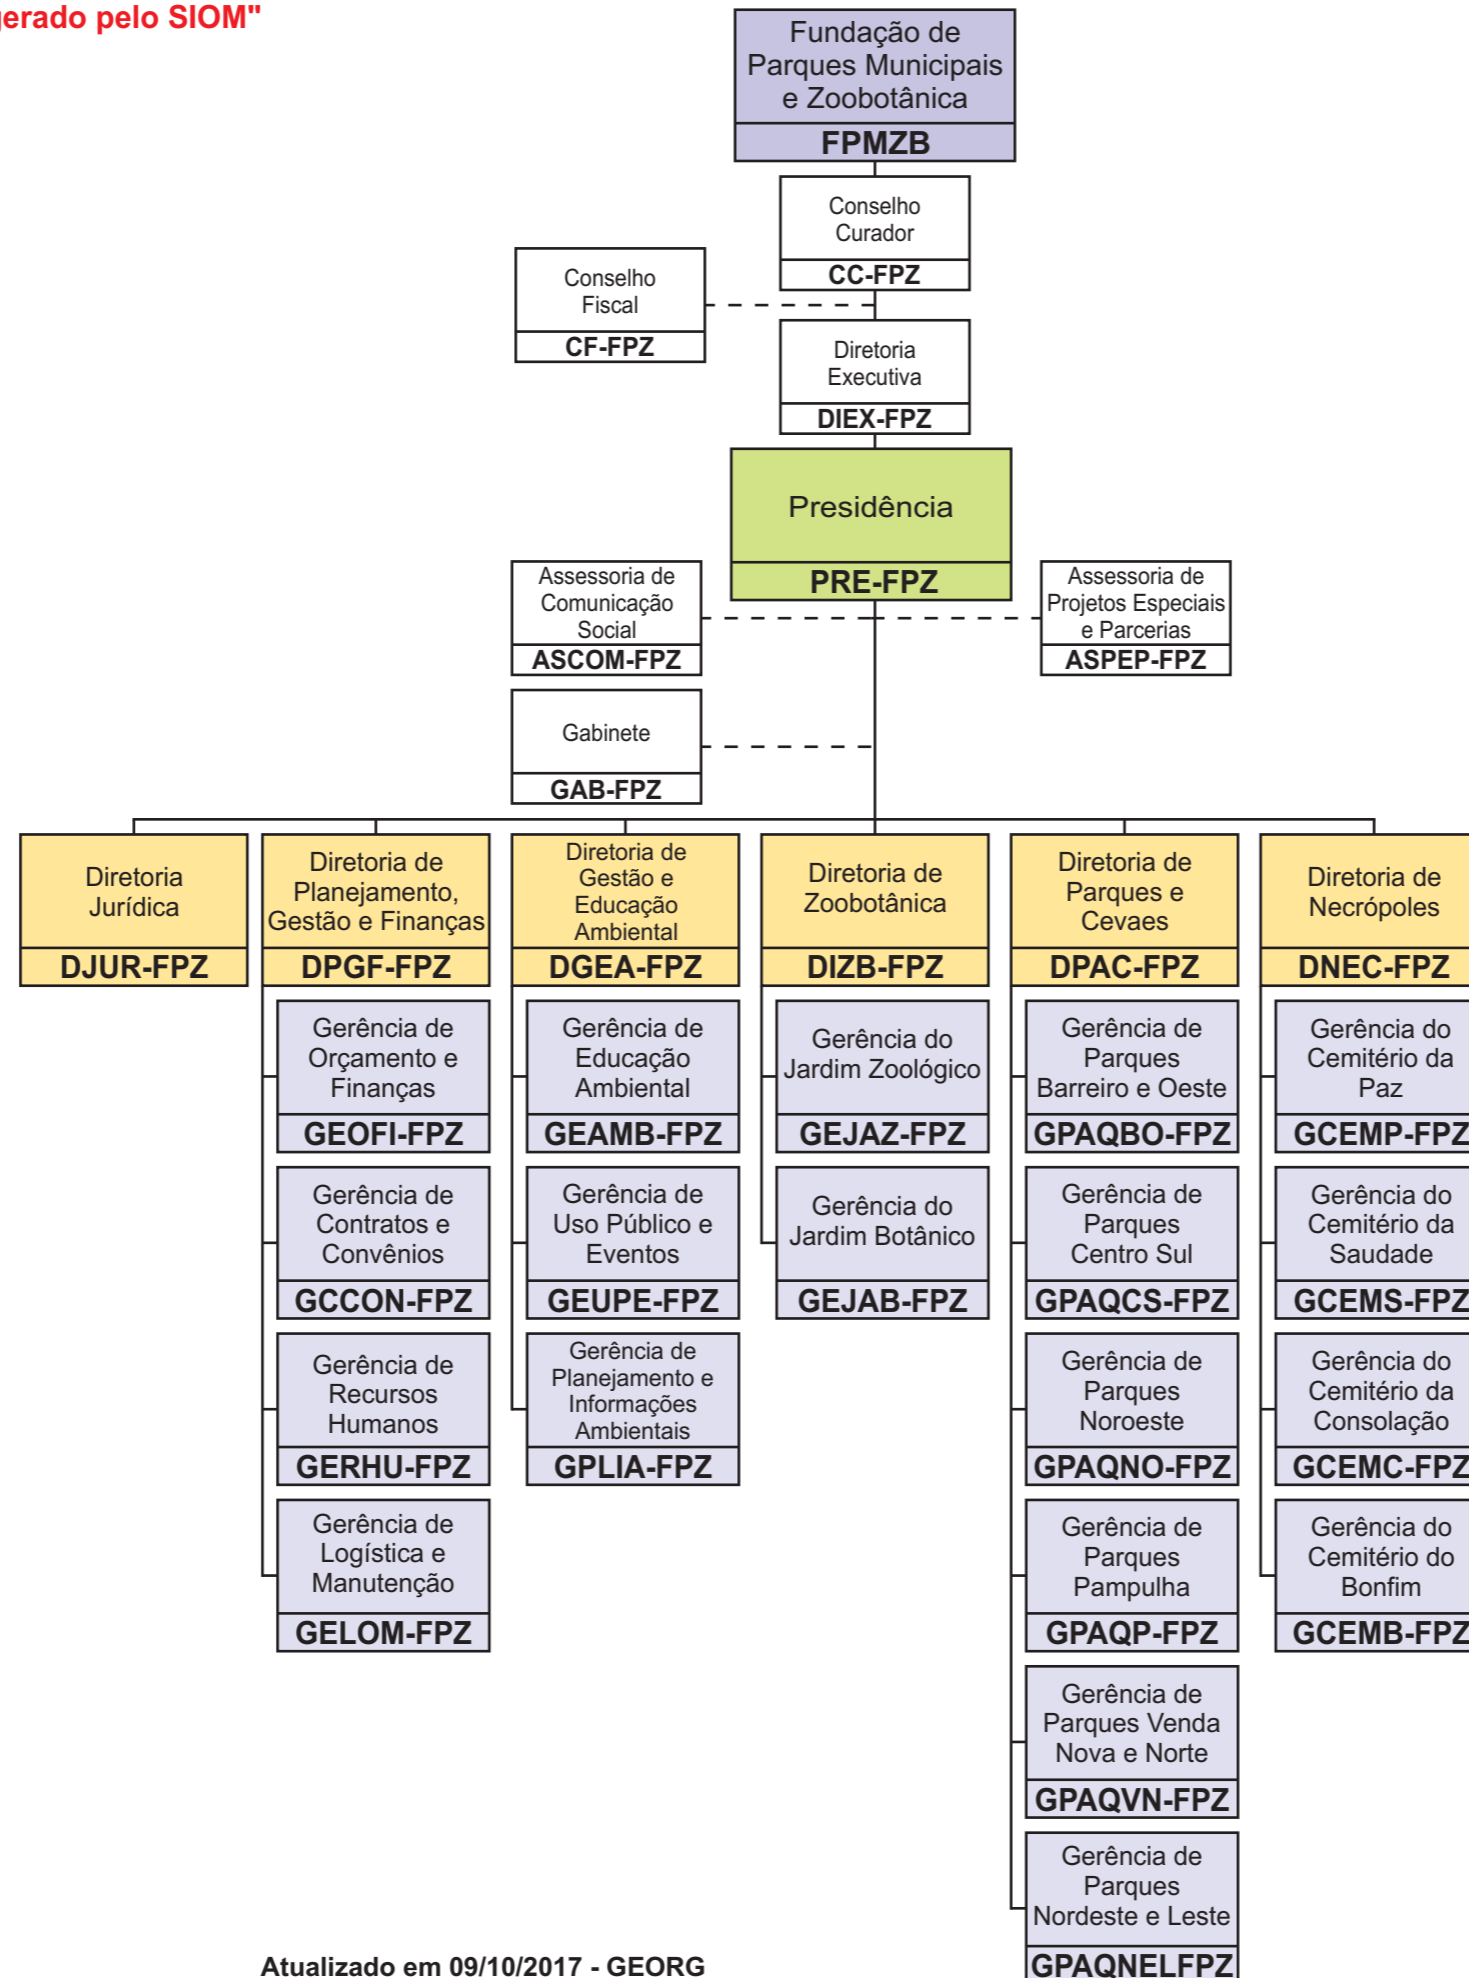 gerado pelo SIOM"
Fundação de
Parques Municipais
e Zoobotânica
FPMZB
Conselho
Curador
CC-FPZ
Conselho
Fiscal
CF-FPZ
Diretoria
Executiva
DIEX-FPZ
Presidência
PRE-FPZ
Assessoria de
Comunicação
Social
ASCOM-FPZ
Assessoria de
Projetos Especiais
e Parcerias
ASPEP-FPZ
Gabinete
GAB-FPZ
Diretoria
Jurídica
DJUR-FPZ
Diretoria de
Planejamento,
Gestão e Finanças
DPGF-FPZ
Diretoria de
Gestão e
Educação
Ambiental
DGEA-FPZ
Diretoria de
Zoobotânica
DIZB-FPZ
Diretoria de
Parques e
Cevaes
DPAC-FPZ
Diretoria de
Necrópoles
DNEC-FPZ
Gerência de
Orçamento e
Finanças
GEOFI-FPZ
Gerência de
Contratos e
Convênios
GCCON-FPZ
Gerência de
Recursos
Humanos
GERHU-FPZ
Gerência de
Logística e
Manutenção
GELOM-FPZ
Gerência de
Educação
Ambiental
GEAMB-FPZ
Gerência de
Uso Público e
Eventos
GEUPE-FPZ
Gerência de
Planejamento e
Informações
Ambientais
GPLIA-FPZ
Gerência do
Jardim Zoológico
GEJAZ-FPZ
Gerência do
Jardim Botânico
GEJAB-FPZ
Gerência de
Parques
Barreiro e Oeste
GPAQBO-FPZ
Gerência de
Parques
Centro Sul
GPAQCS-FPZ
Gerência de
Parques
Noroeste
GPAQNO-FPZ
Gerência de
Parques
Pampulha
GPAQP-FPZ
Gerência de
Parques Venda
Nova e Norte
GPAQVN-FPZ
Gerência de
Parques
Nordeste e Leste
GPAQNELFPZ
Gerência do
Cemitério da
Paz
GCEMP-FPZ
Gerência do
Cemitério da
Saudade
GCEMS-FPZ
Gerência do
Cemitério da
Consolação
GCEMC-FPZ
Gerência do
Cemitério do
Bonfim
GCEMB-FPZ
Atualizado em 09/10/2017 - GEORG